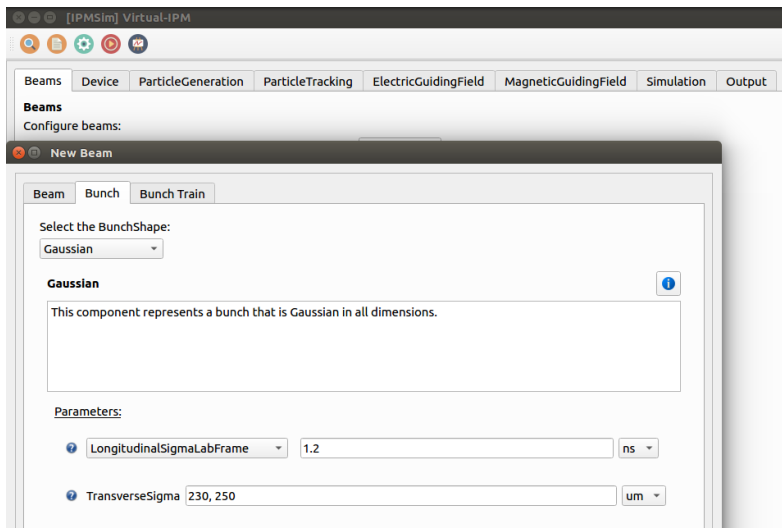 [IPMSim] Virtual-IPM
Beams Device ParticleGeneration ParticleTracking ElectricGuidingField MagneticGuidingField Simulation Output
Beams
Configure beams:
New Beam
Beam Bunch Bunch Train
Select the BunchShape:
Gaussian
Gaussian
This component represents a bunch that is Gaussian in all dimensions.
Parameters:
LongitudinalSigmaLabFrame 1.2 ns
TransverseSigma 230, 250 um